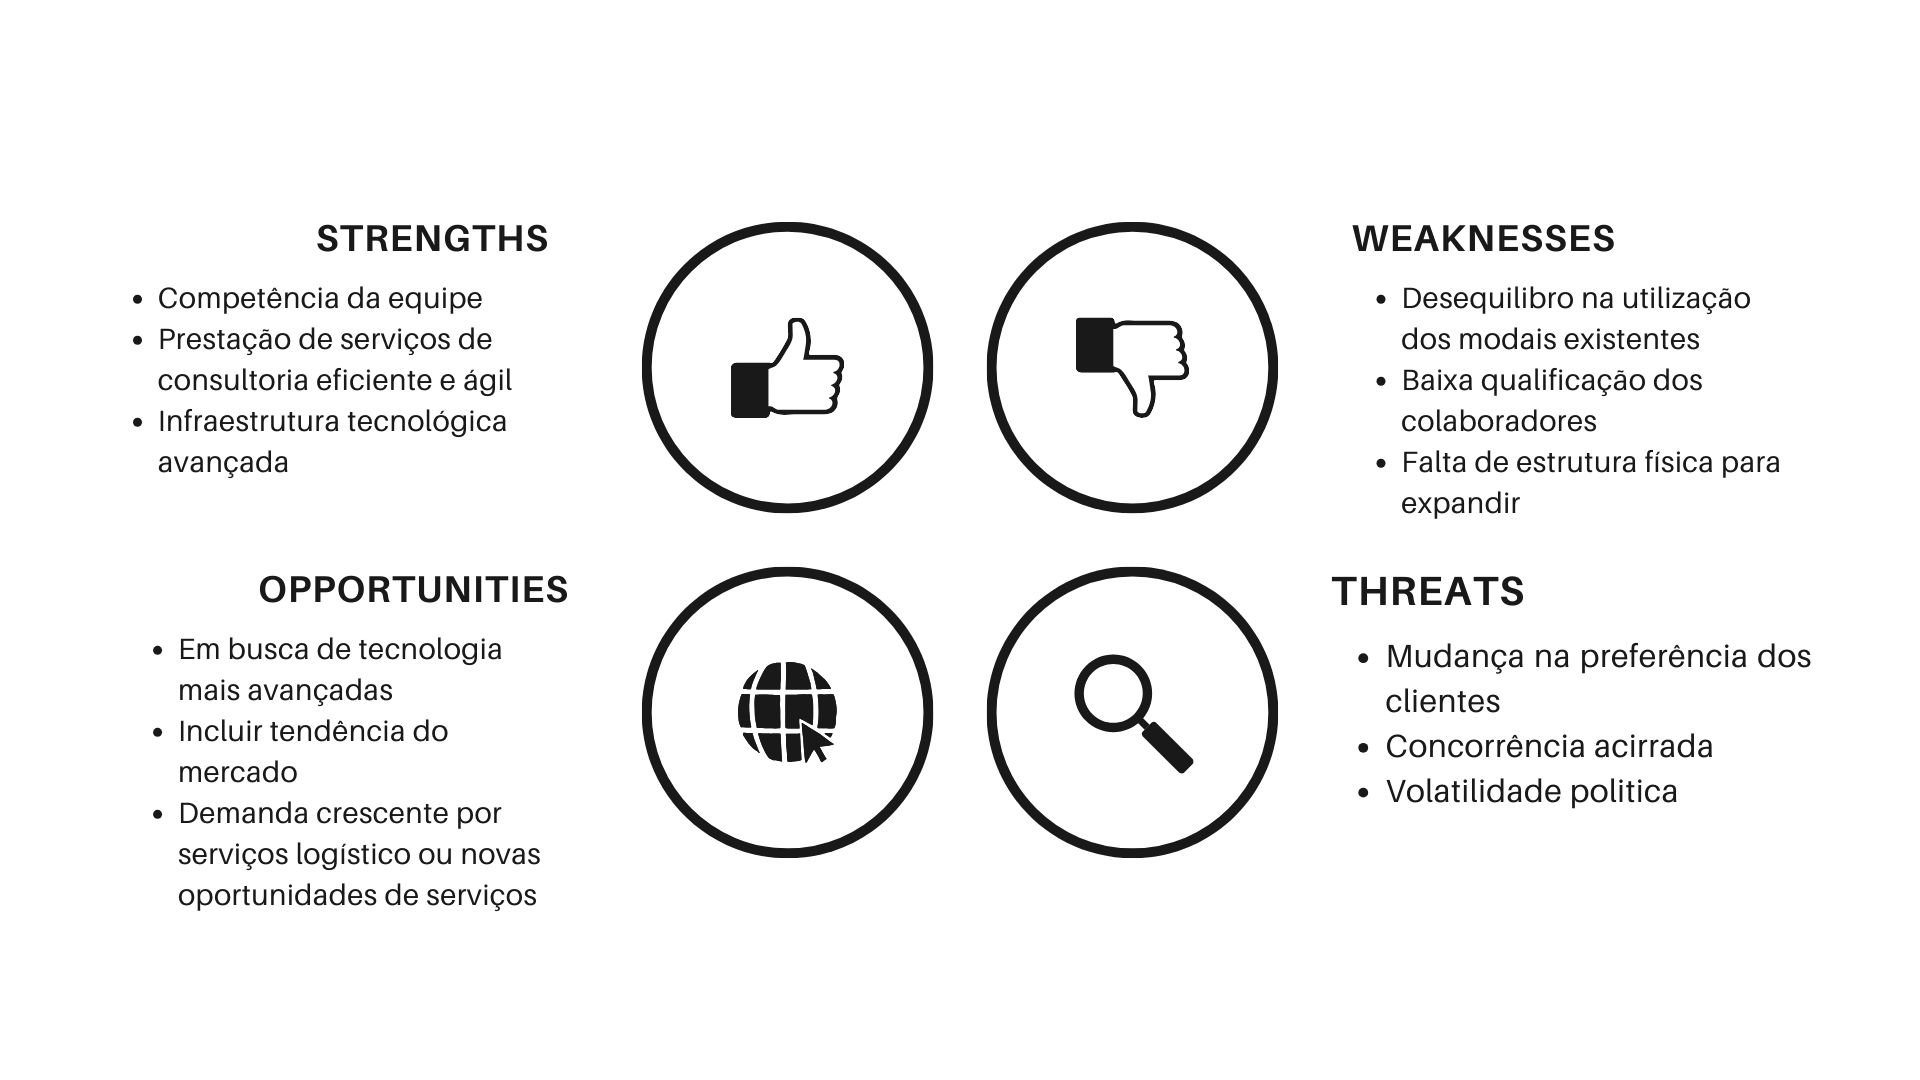 STRENGTHS
• Competência da equipe
• Prestação de serviços de
consultoria eficiente e ágil
• Infraestrutura tecnológica
avançada
WEAKNESSES
• Desequilibro na utilização
dos modais existentes
• Baixa qualificação dos
colaboradores
• Falta de estrutura física para
expandir
OPPORTUNITIES
• Em busca de tecnologia
mais avançadas
• Incluir tendência do
mercado
• Demanda crescente por
serviços logístico ou novas
oportunidades de serviços
THREATS
• Mudança na preferência dos
clientes
• Concorrência acirrada
• Volatilidade politica